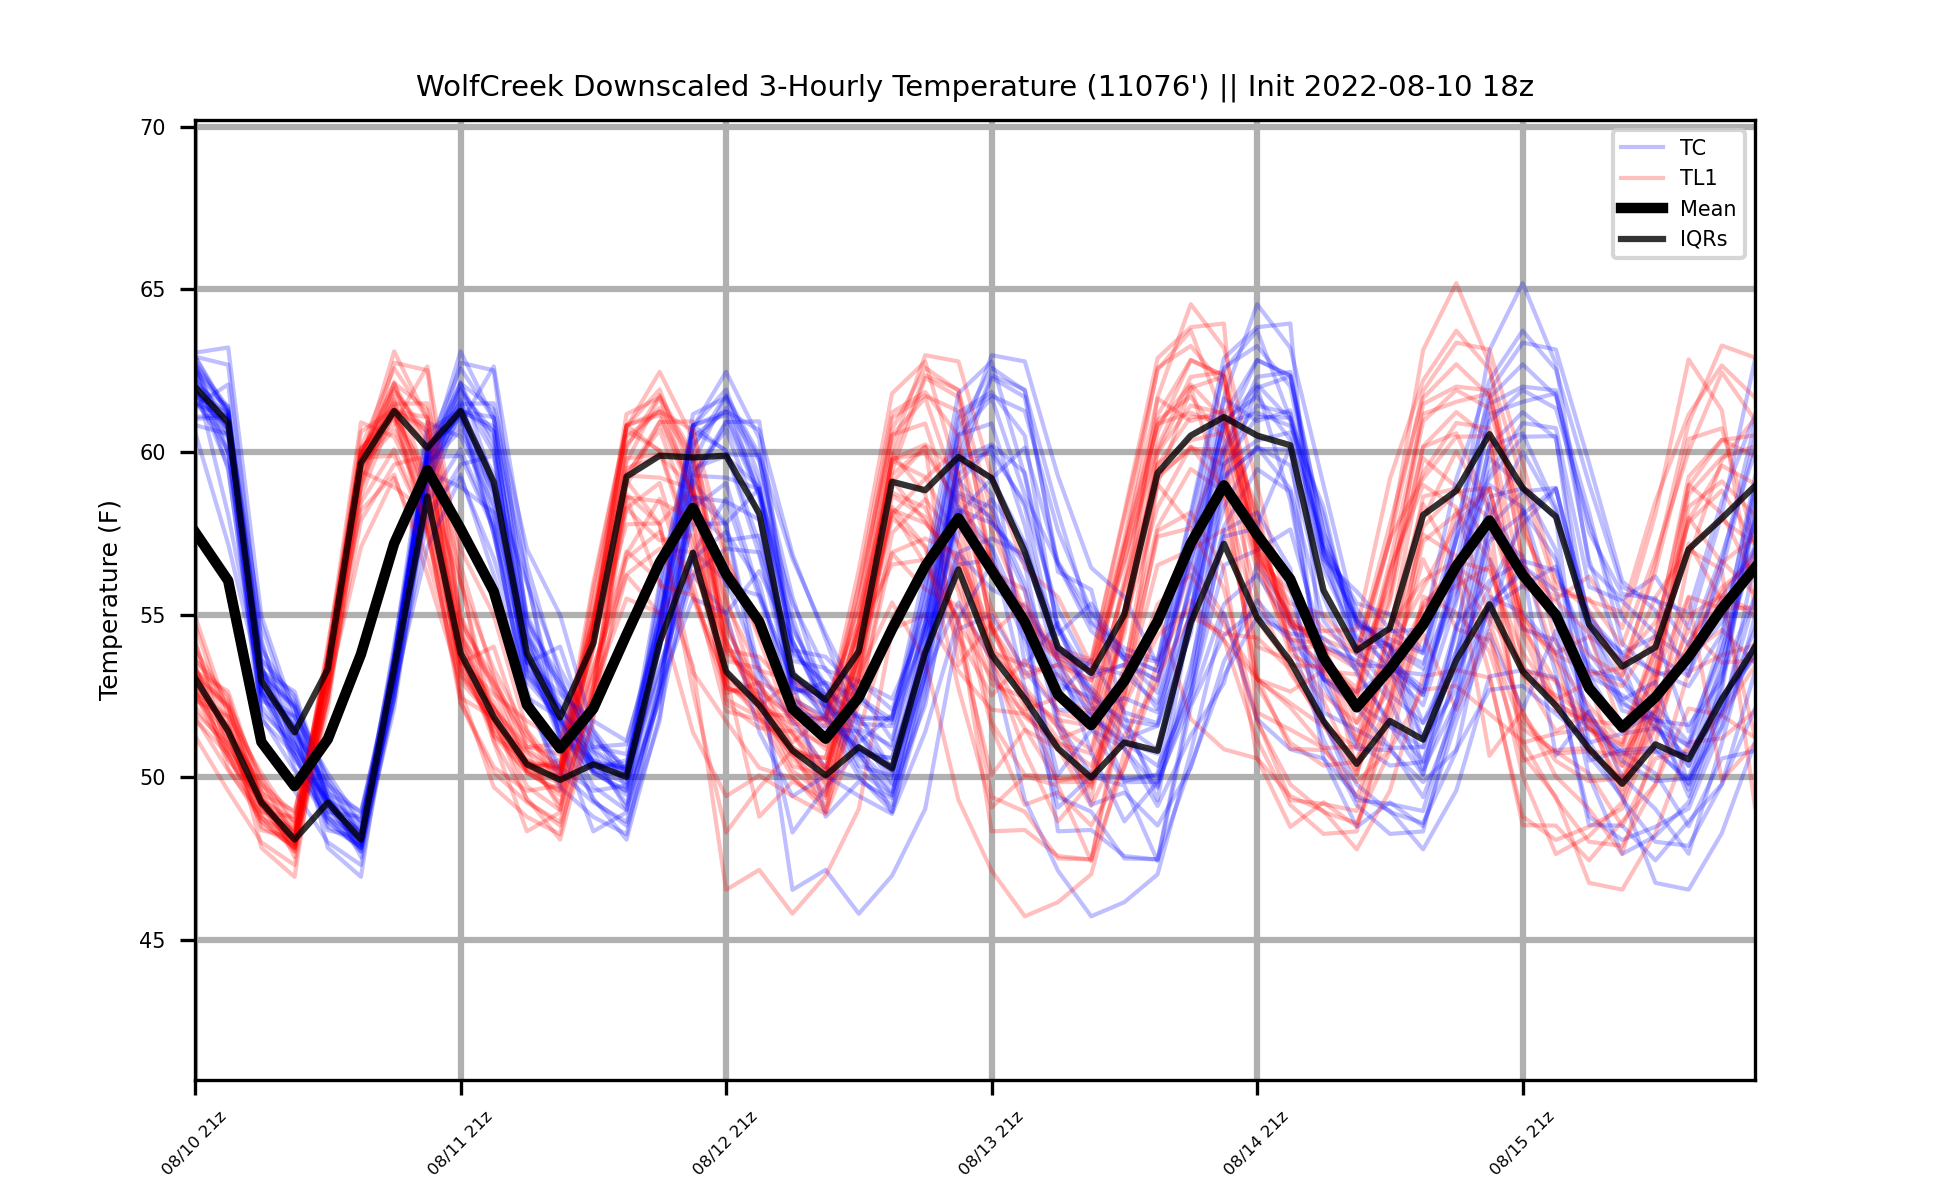 WolfCreek Downscaled 3-Hourly Temperature (11076') || Init 2022-08-10 18z
Temperature (F)
70
65
60
55
50
45
TC
TL1
Mean
IQRs
08/10 21z
08/11 21z
08/12 21z
08/13 21z
08/14 21z
08/15 21z